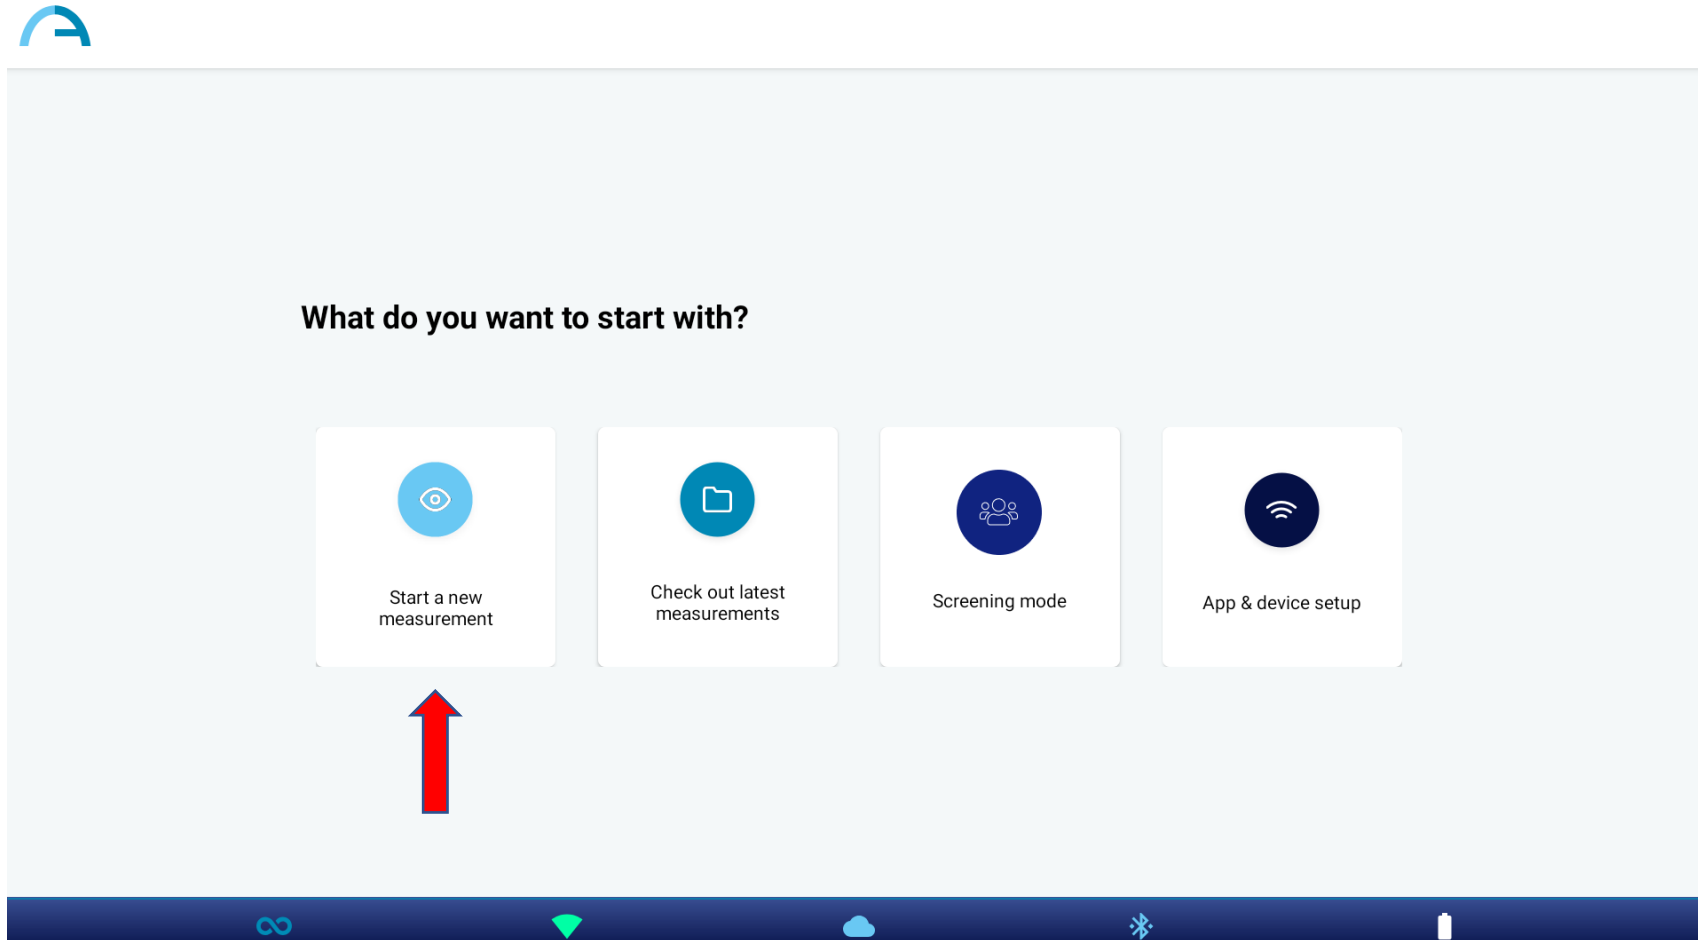 What do you want to start with?
Start a new
measurement
Check out latest
measurements
Screening mode
App & device setup